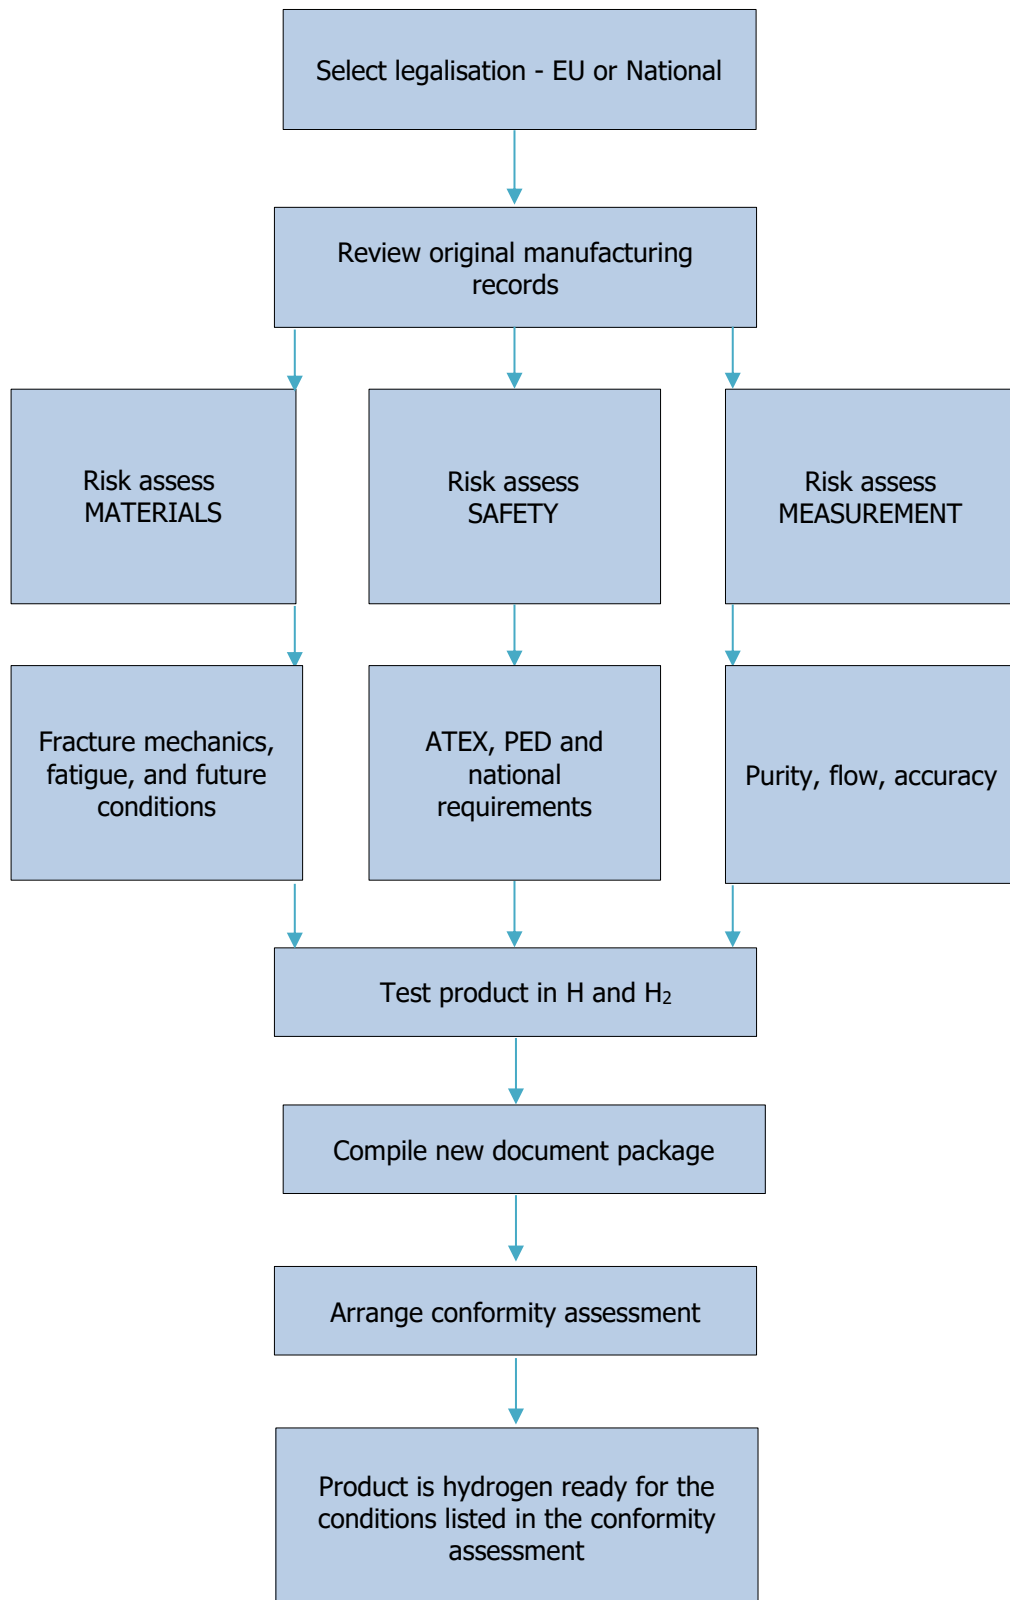 Select legalisation - EU or National
Review original manufacturing
records
Risk assess
MATERIALS
Risk assess
SAFETY
Risk assess
MEASUREMENT
Fracture mechanics,
fatigue, and future
conditions
ATEX, PED and
national
requirements
Purity, flow, accuracy
Test product in H and H₂
Compile new document package
Arrange conformity assessment
Product is hydrogen ready for the
conditions listed in the conformity
assessment